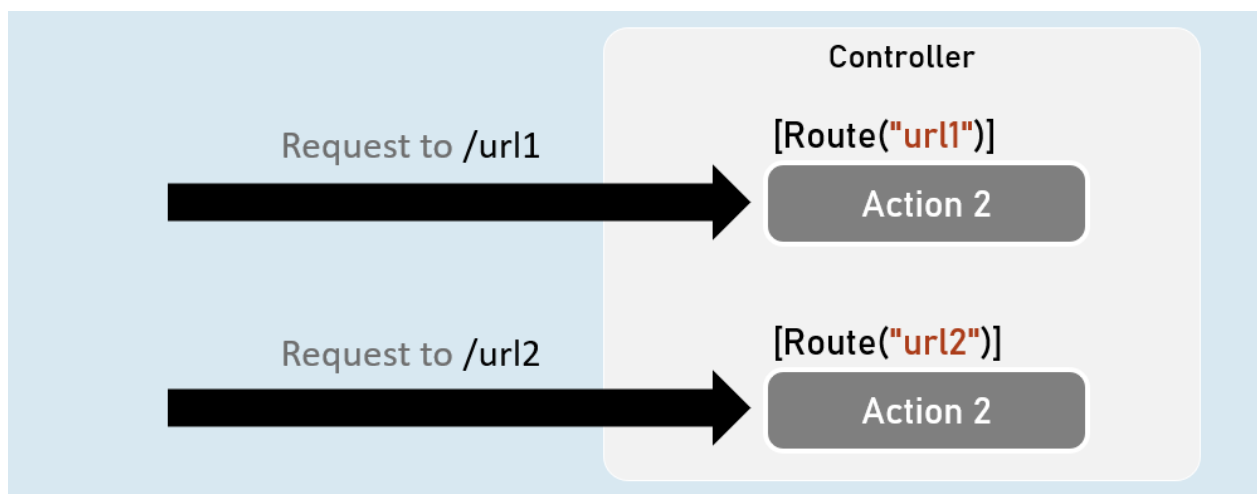 Controller
Request to /url1
[Route("url1")]
Action 2
Request to /url2
[Route("url2")]
Action 2